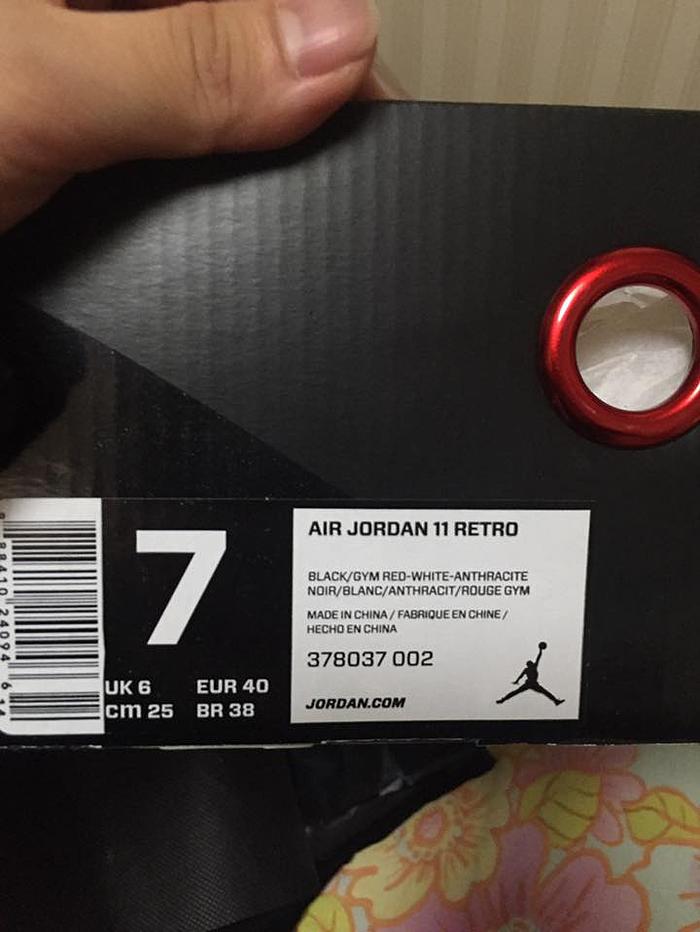 7
UK 6 EUR 40
cm 25 BR 38
AIR JORDAN 11 RETRO
BLACK/GYM RED-WHITE-ANTHRACITE
NOIR/BLANC/ANTHRACIT/ROUGE GYM
MADE IN CHINA / FABRIQUE EN CHINE /
HECHO EN CHINA
378037 002
JORDAN.COM